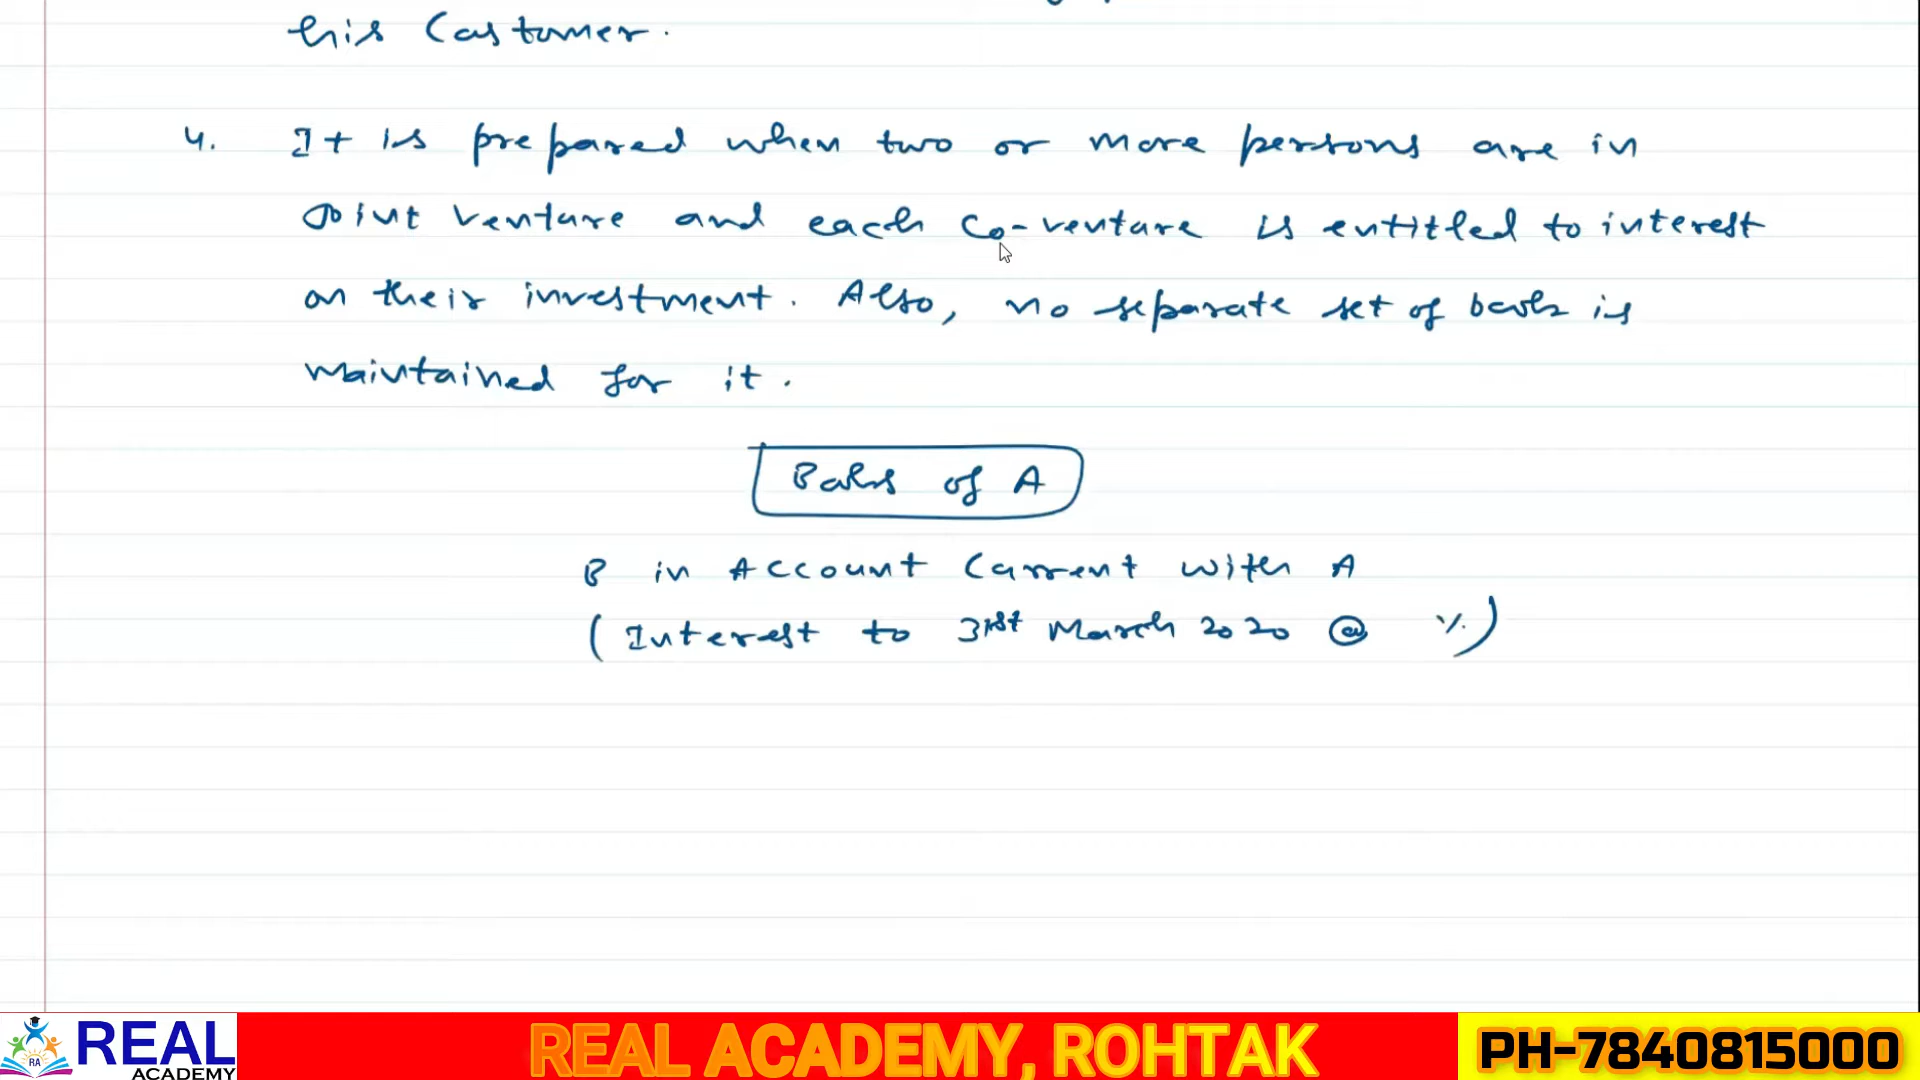 his Customer.
4. It is prepared when two or more persons are in
Joint venture and each Co-venture is entitled to interest
on their investment. Also, no separate set of books is
maintained for it.
Books of A
B in Account Current with A
(Interest to 31st March 2020 @ %)
RA
REAL
ACADEMY
REAL ACADEMY, ROHTAK
PH-7840815000